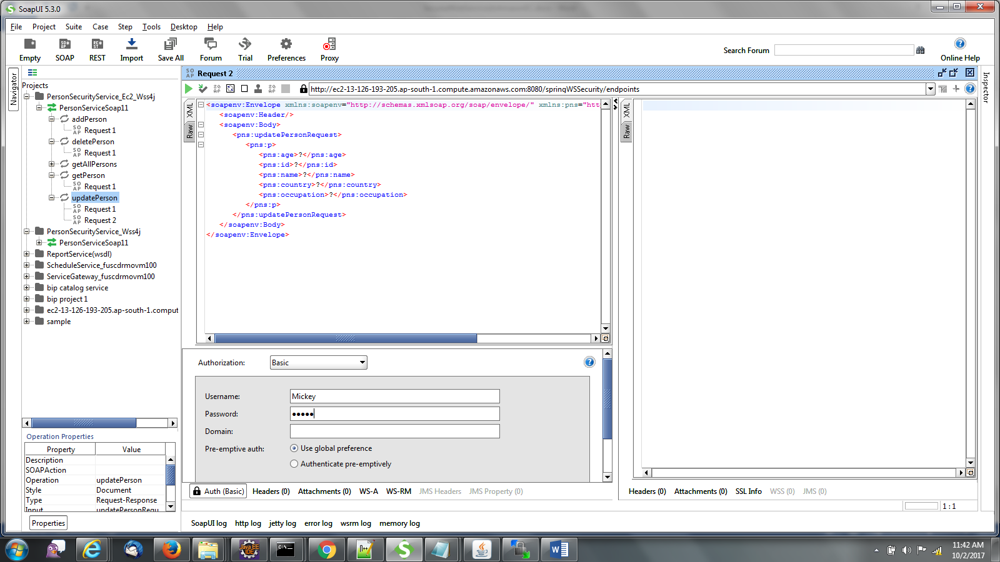 SoapUI 5.3.0
File Project Suite Case Step Tools Desktop Help
Empty SOAP REST Import Save All Forum Trial Preferences Proxy
Search Forum
Online Help
Navigator
Projects
PersonSecurityService_Ec2_Wss4j
PersonServiceSoap11
addPerson
Request 1
deletePerson
Request 1
getAllPersons
getPerson
Request 1
updatePerson
Request 1
Request 2
PersonSecurityService_Wss4j
PersonServiceSoap11
ReportService(wsdl)
ScheduleService_fuscdrmovm100
ServiceGateway_fuscdrmovm100
bip catalog service
bip project 1
ec2-13-126-193-205.ap-south-1.comput
sample
Operation Properties
Property Value
Description
SOAPAction
Operation updatePerson
Style Document
Type Request-Response
Input updatePersonRequ
Properties
Request 2
http://ec2-13-126-193-205.ap-south-1.compute.amazonaws.com:8080/springWSSecurity/endpoints
XML
Raw
<soapenv:Envelope xmlns:soapenv="http://schemas.xmlsoap.org/soap/envelope/" xmlns:pns="htt
<soapenv:Header/>
<soapenv:Body>
<pns:updatePersonRequest>
<pns:p>
<pns:age>?</pns:age>
<pns:id>?</pns:id>
<pns:name>?</pns:name>
<pns:country>?</pns:country>
<pns:occupation>?</pns:occupation>
</pns:p>
</pns:updatePersonRequest>
</soapenv:Body>
</soapenv:Envelope>
XML
Raw
Inspector
Authorization: Basic
Username: Mickey
Password: •••••
Domain:
Pre-emptive auth: Use global preference
Authenticate pre-emptively
Auth (Basic) Headers (0) Attachments (0) WS-A WS-RM JMS Headers JMS Property (0)
Headers (0) Attachments (0) SSL Info WSS (0) JMS (0)
1 : 1
SoapUI log http log jetty log error log wsrm log memory log
Java EE
IDE
11:42 AM
10/2/2017